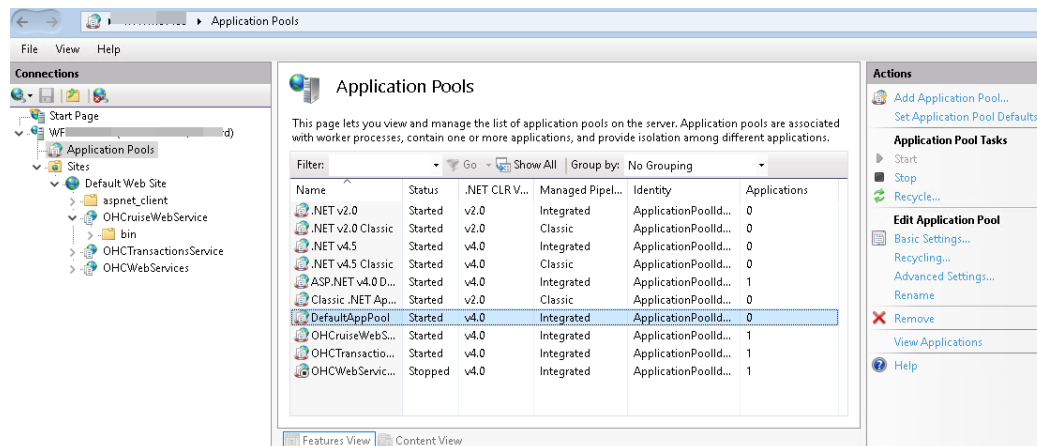 Application Pools
File View Help
Connections
Start Page
WF d)
Application Pools
Sites
Default Web Site
aspnet_client
OHCruiseWebService
bin
OHCTransactionsService
OHCWebServices
Application Pools
This page lets you view and manage the list of application pools on the server. Application pools are associated
with worker processes, contain one or more applications, and provide isolation among different applications.
Filter: Go Show All Group by: No Grouping
Name Status .NET CLR V... Managed Pipel... Identity Applications
.NET v2.0 Started v2.0 Integrated ApplicationPoolId... 0
.NET v2.0 Classic Started v2.0 Classic ApplicationPoolId... 0
.NET v4.5 Started v4.0 Integrated ApplicationPoolId... 0
.NET v4.5 Classic Started v4.0 Classic ApplicationPoolId... 0
ASP.NET v4.0 D... Started v4.0 Integrated ApplicationPoolId... 1
Classic .NET Ap... Started v2.0 Classic ApplicationPoolId... 0
DefaultAppPool Started v4.0 Integrated ApplicationPoolId... 0
OHCruiseWebS... Started v4.0 Integrated ApplicationPoolId... 1
OHCTransactio... Started v4.0 Integrated ApplicationPoolId... 1
OHCWebServic... Stopped v4.0 Integrated ApplicationPoolId... 1
Features View Content View
Actions
Add Application Pool...
Set Application Pool Defaults
Application Pool Tasks
Start
Stop
Recycle...
Edit Application Pool
Basic Settings...
Recycling...
Advanced Settings...
Rename
Remove
View Applications
Help